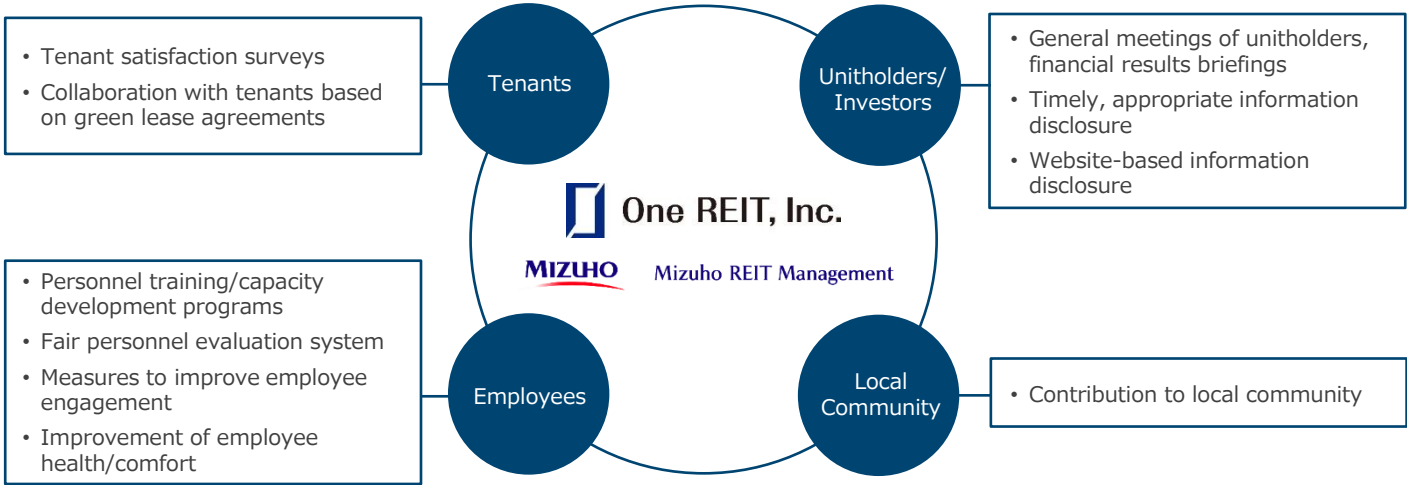 • Tenant satisfaction surveys
• Collaboration with tenants based
on green lease agreements
Tenants
Unitholders/
Investors
• General meetings of unitholders,
financial results briefings
• Timely, appropriate information
disclosure
• Website-based information
disclosure
One REIT, Inc.
MIZUHO Mizuho REIT Management
• Personnel training/capacity
development programs
• Fair personnel evaluation system
• Measures to improve employee
engagement
• Improvement of employee
health/comfort
Employees
Local
Community
• Contribution to local community